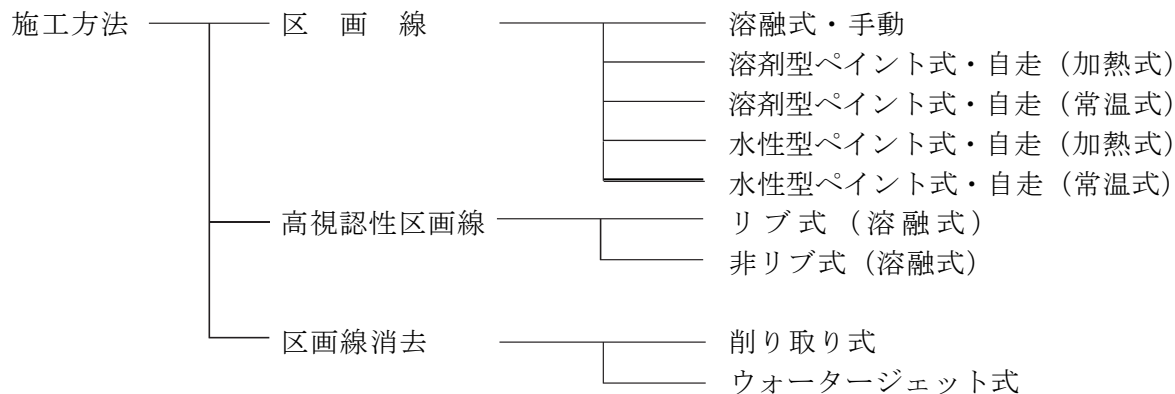 施工方法 区画線 溶融式・手動
溶剤型ペイント式・自走（加熱式）
溶剤型ペイント式・自走（常温式）
水性型ペイント式・自走（加熱式）
水性型ペイント式・自走（常温式）
高視認性区画線 リブ式（溶融式）
非リブ式（溶融式）
区画線消去 削り取り式
ウォータージェット式